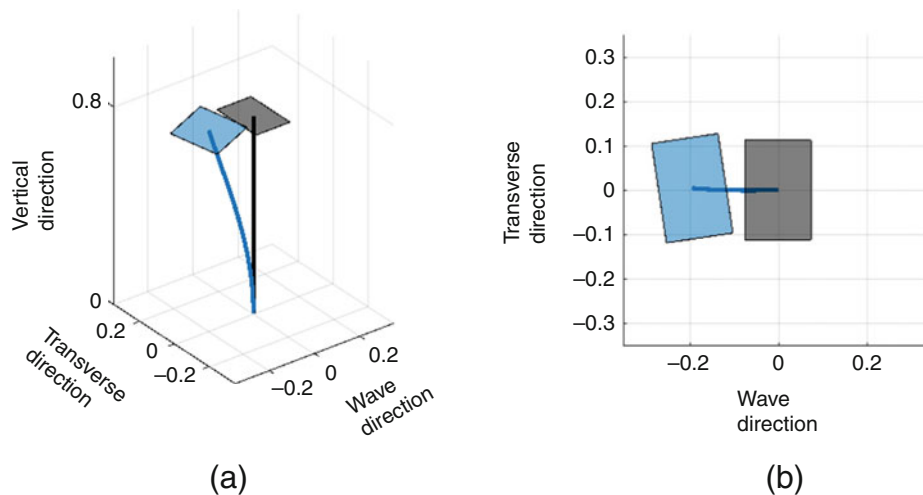 0.8
Vertical
direction
0
0.2
0
−0.2
Transverse
direction
−0.2
0
0.2
Wave
direction
(a)
0.3
0.2
0.1
0
−0.1
−0.2
−0.3
Transverse
direction
−0.2
0
0.2
Wave
direction
(b)